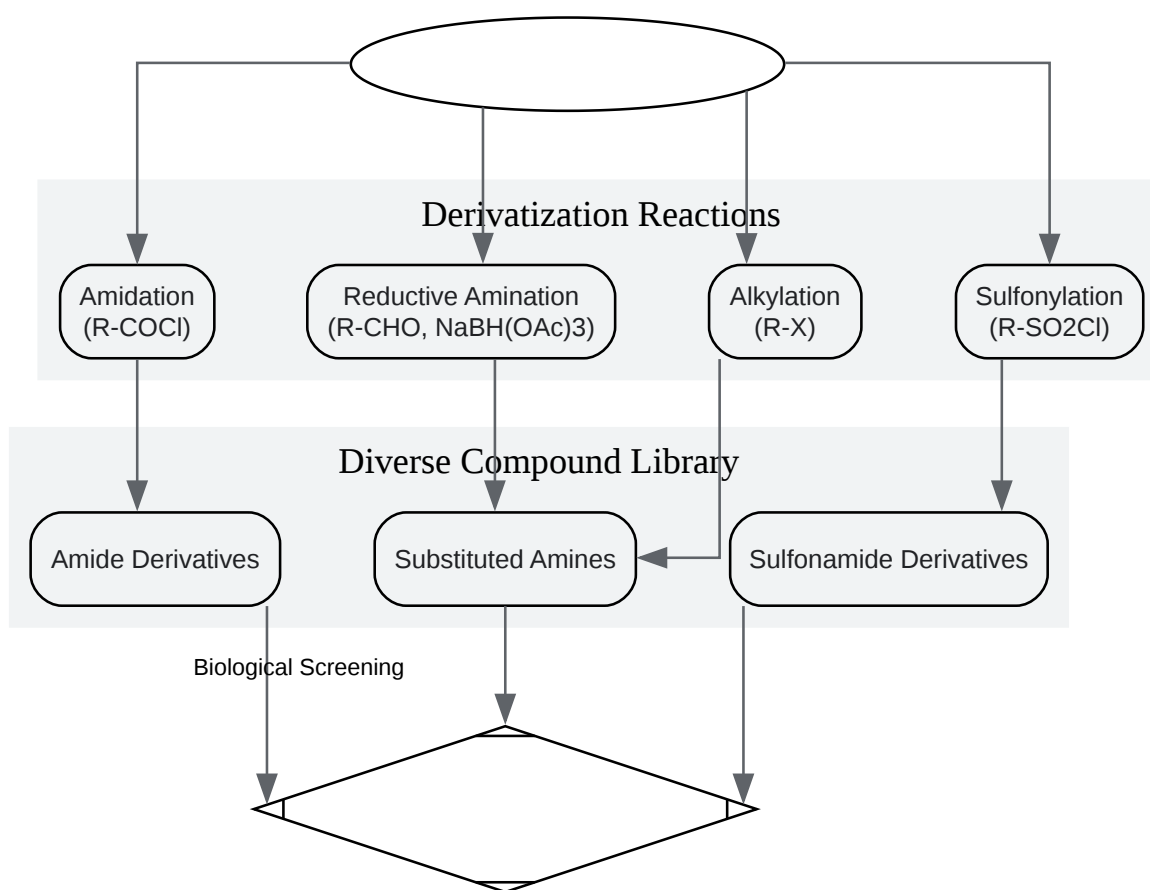 Derivatization Reactions
Amidation
(R-COCl)
Reductive Amination
(R-CHO, NaBH(OAc)3)
Alkylation
(R-X)
Sulfonylation
(R-SO2Cl)
Diverse Compound Library
Amide Derivatives
Substituted Amines
Sulfonamide Derivatives
Biological Screening